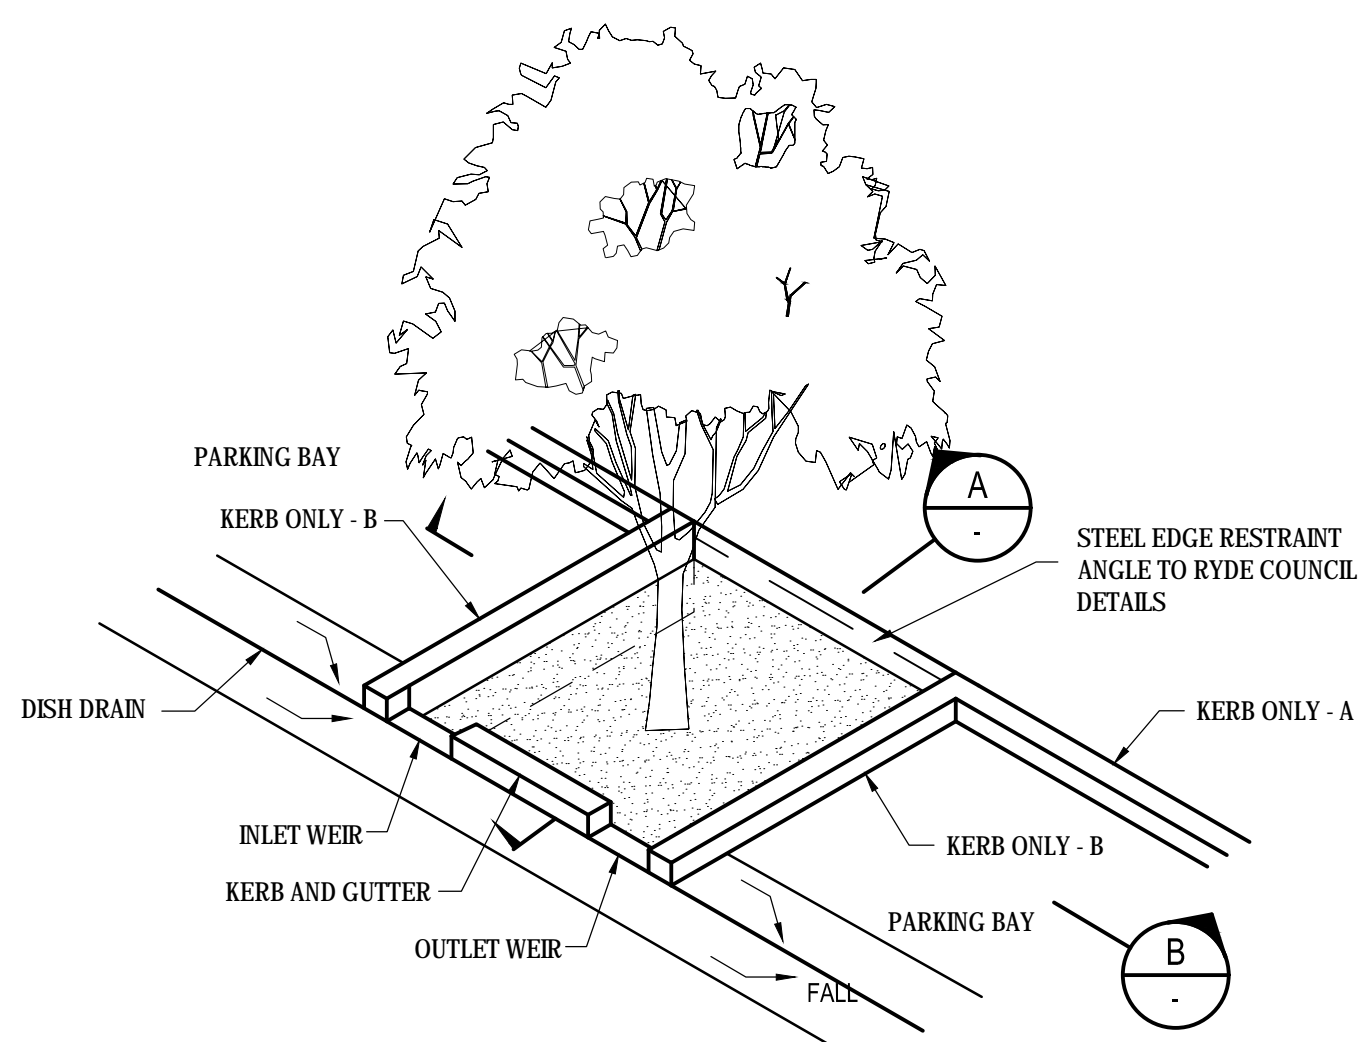 PARKING BAY
KERB ONLY - B
A
-
STEEL EDGE RESTRAINT
ANGLE TO RYDE COUNCIL
DETAILS
DISH DRAIN
KERB ONLY - A
INLET WEIR
KERB ONLY - B
KERB AND GUTTER
PARKING BAY
OUTLET WEIR
B
-
FALL